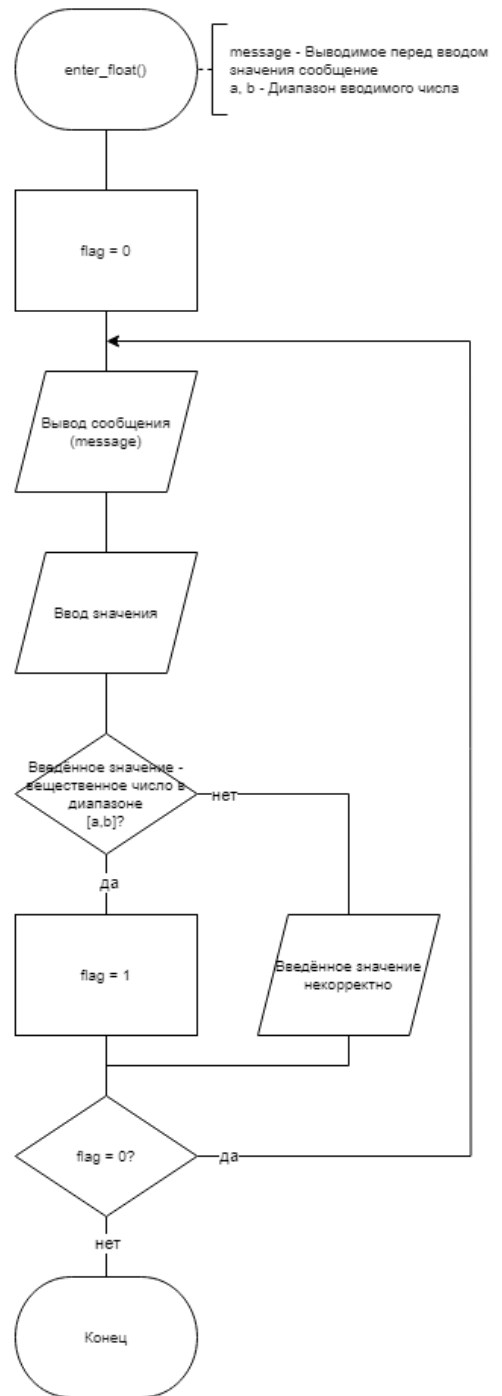 enter_float()
message - Выводимое перед вводом
значения сообщение
a, b - Диапазон вводимого числа
flag = 0
Вывод сообщения
(message)
Ввод значения
Введённое значение -
вещественное число в
диапазоне
[a,b]?
нет
да
flag = 1
Введённое значение
некорректно
flag = 0?
да
нет
Конец